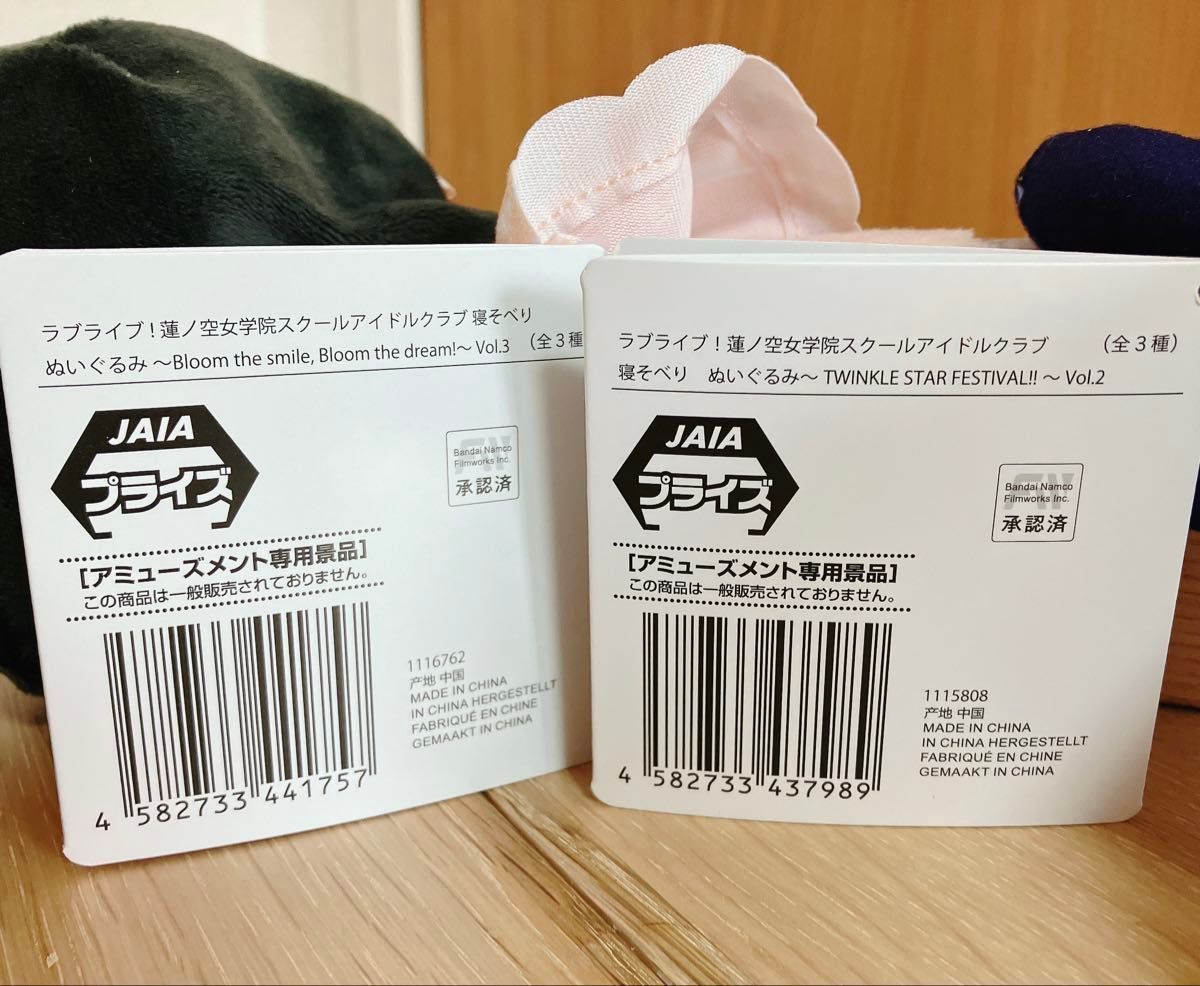 ラブライブ！蓮ノ空女学院スクールアイドルクラブ 寝そべり
ぬいぐるみ ～Bloom the smile, Bloom the dream!～ Vol.3 （全３種
JAIA
プライズ
Bandai Namco
Filmworks Inc.
承認済
［アミューズメント専用景品］
この商品は一般販売されておりません。
1116762
产地 中国
MADE IN CHINA
IN CHINA HERGESTELLT
FABRIQUÉ EN CHINE
GEMAAKT IN CHINA
4 582733 441757
ラブライブ！蓮ノ空女学院スクールアイドルクラブ （全３種）
寝そべり ぬいぐるみ～ TWINKLE STAR FESTIVAL!! ～ Vol.2
JAIA
プライズ
Bandai Namco
Filmworks Inc.
承認済
［アミューズメント専用景品］
この商品は一般販売されておりません。
1115808
产地 中国
MADE IN CHINA
IN CHINA HERGESTELLT
FABRIQUÉ EN CHINE
GEMAAKT IN CHINA
4 582733 437989